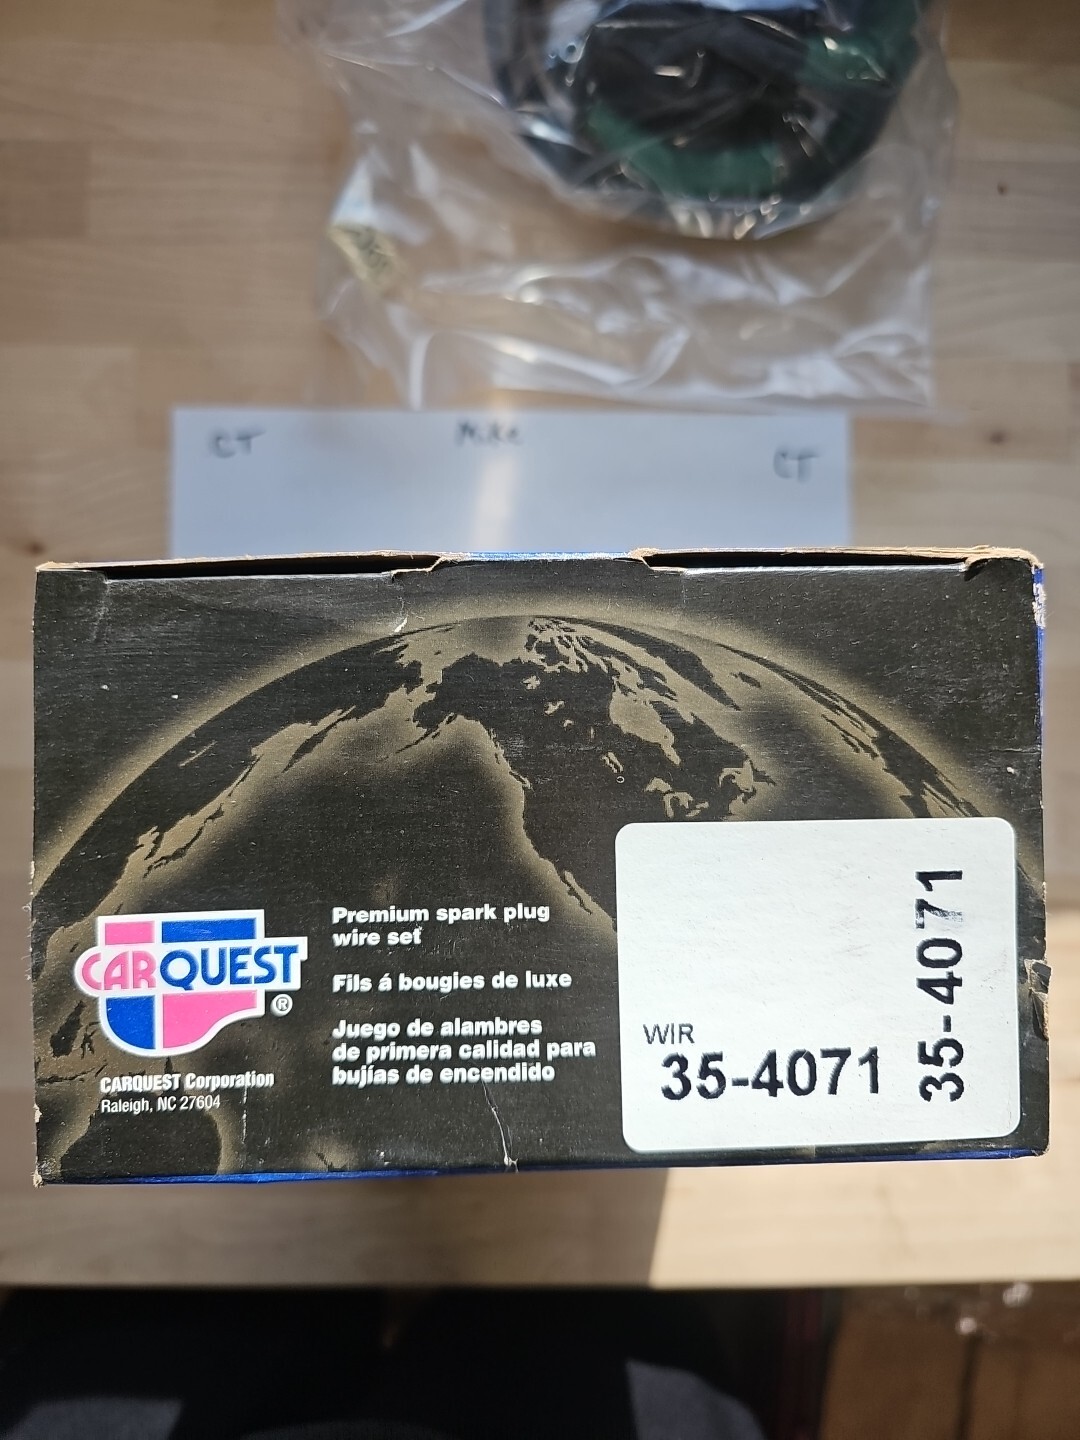 CT
Mike
CT
CARQUEST®
CARQUEST Corporation
Raleigh, NC 27604
Premium spark plug
wire set
Fils á bougies de luxe
Juego de alambres
de primera calidad para
bujías de encendido
WIR
35-4071
35-4071